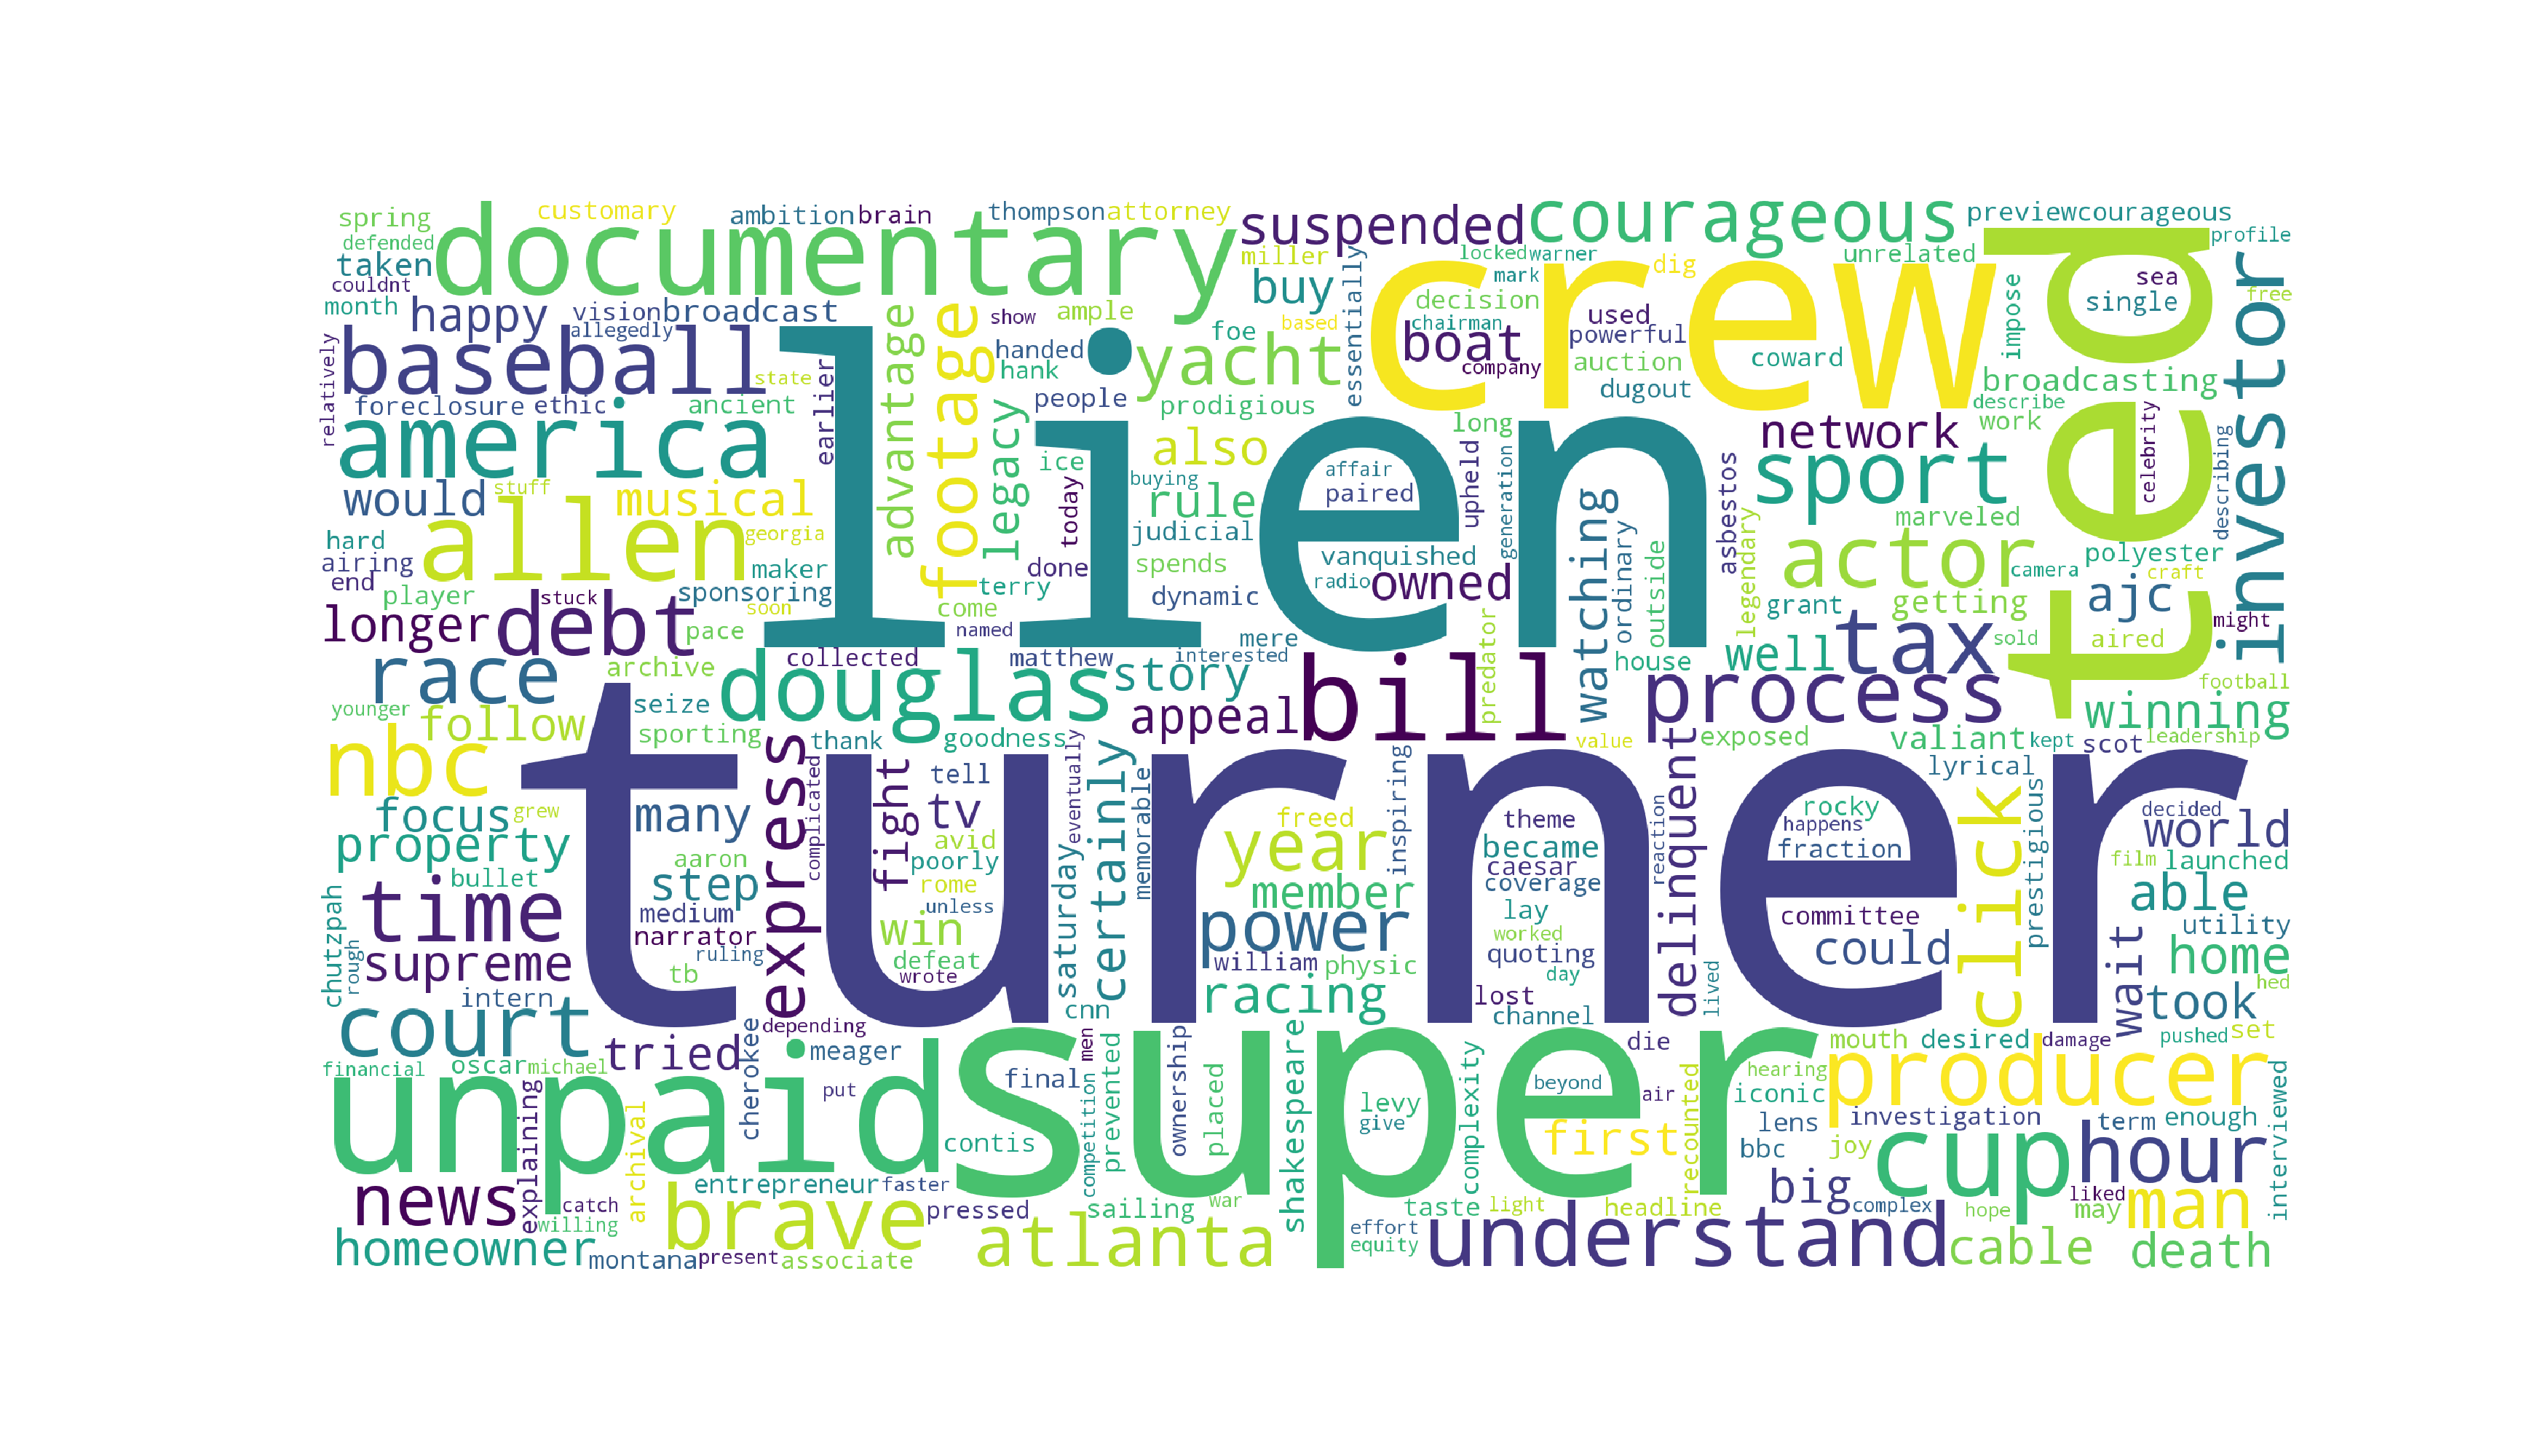 spring customary ambition brain thompson attorney suspended courageous previewcourageous
defended documentary miller locked warner dig unrelated profile
taken couldnt mark sea
month happy vision broadcast allegedly ample buy decision crew impose single free
relatively baseball show foe based chairman used powerful ted investor
state advantage footage handed hank yacht essentially boat company auction coward broadcasting
foreclosure ethic ancient earlier people prodigious dugout describe
america legacy lien long network work celebrity describing
would stuff musical ice also affair paired upheld generation sport
allen georgia today buying rule judicial watching ordinary asbestos legendary marveled
hard airing maker done spends vanquished radio owned outside actor polyester camera craft
end player sponsoring terry dynamic grant getting ajc
longer debt stuck soon come named mere house tax aired might
pace collected matthew interested story predator well sold
race archive douglas bill process football
younger follow seize appeal winning
nbc sporting express thank goodness certainly value delinquent exposed valiant kept scot leadership
turner complicated fight tell eventually memorable inspiring reaction lyrical click prestigious
focus grew many tv freed theme rocky happens decided world
property aaron avid poorly year became fraction film launched
bullet step rome member caesar coverage able
time medium unless power lay committee utility
chutzpah rough supreme narrator ruling win defeat saturday william physic worked quoting could wait home
tb wrote day lived hed
court intern cnn racing lost channel took
tried cherokee depending meager men die mouth desired damage pushed set
financial oscar michael unpaid super final prevented ownership beyond hearing producer
explaining archival put competition placed shakespeare levy give complexity air recounted iconic investigation term enough interviewed
contis first lens bbc joy cup hour
news catch willing entrepreneur faster war taste light headline big complex liked may man
brave pressed sailing effort hope
homeowner montana present associate atlanta equity understand cable death